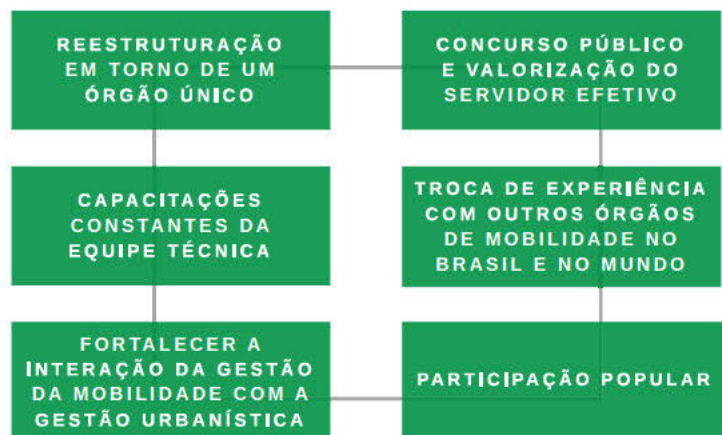 REESTRUTURAÇÃO
EM TORNO DE UM
ÓRGÃO ÚNICO
CONCURSO PÚBLICO
E VALORIZAÇÃO DO
SERVIDOR EFETIVO
CAPACITAÇÕES
CONSTANTES DA
EQUIPE TÉCNICA
TROCA DE EXPERIÊNCIA
COM OUTROS ÓRGÃOS
DE MOBILIDADE NO
BRASIL E NO MUNDO
FORTALECER A
INTERAÇÃO DA GESTÃO
DA MOBILIDADE COM A
GESTÃO URBANÍSTICA
PARTICIPAÇÃO POPULAR